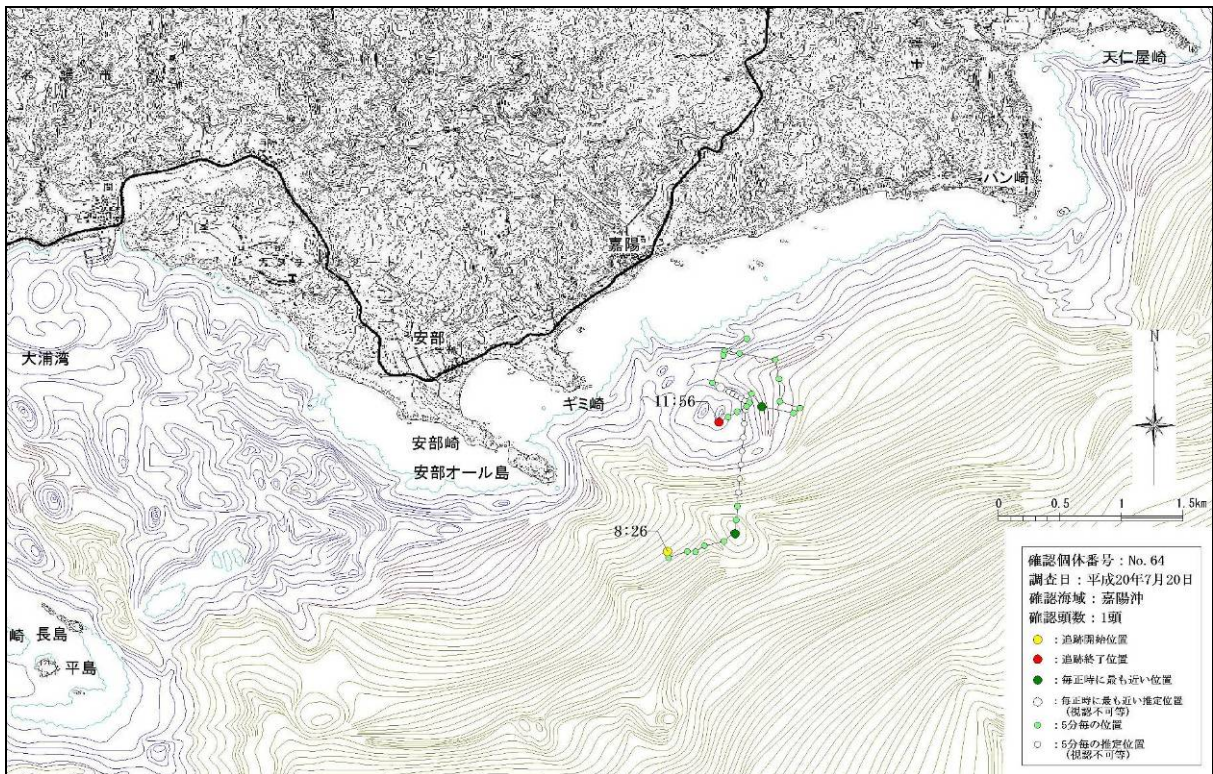 天仁屋崎
バン崎
嘉陽
安部
大浦湾
ギミ崎
11:56
安部崎
安部オール島
8:26
N
0 0.5 1 1.5km
崎 長島
平島
確認個体番号:No.64
調査日:平成20年7月20日
確認海域:嘉陽沖
確認頭数:1頭
:追跡開始位置
:追跡終了位置
:毎正時に最も近い位置
:毎正時に最も近い推定位置
(視認不可等)
:5分毎の位置
:5分毎の推定位置
(視認不可等)